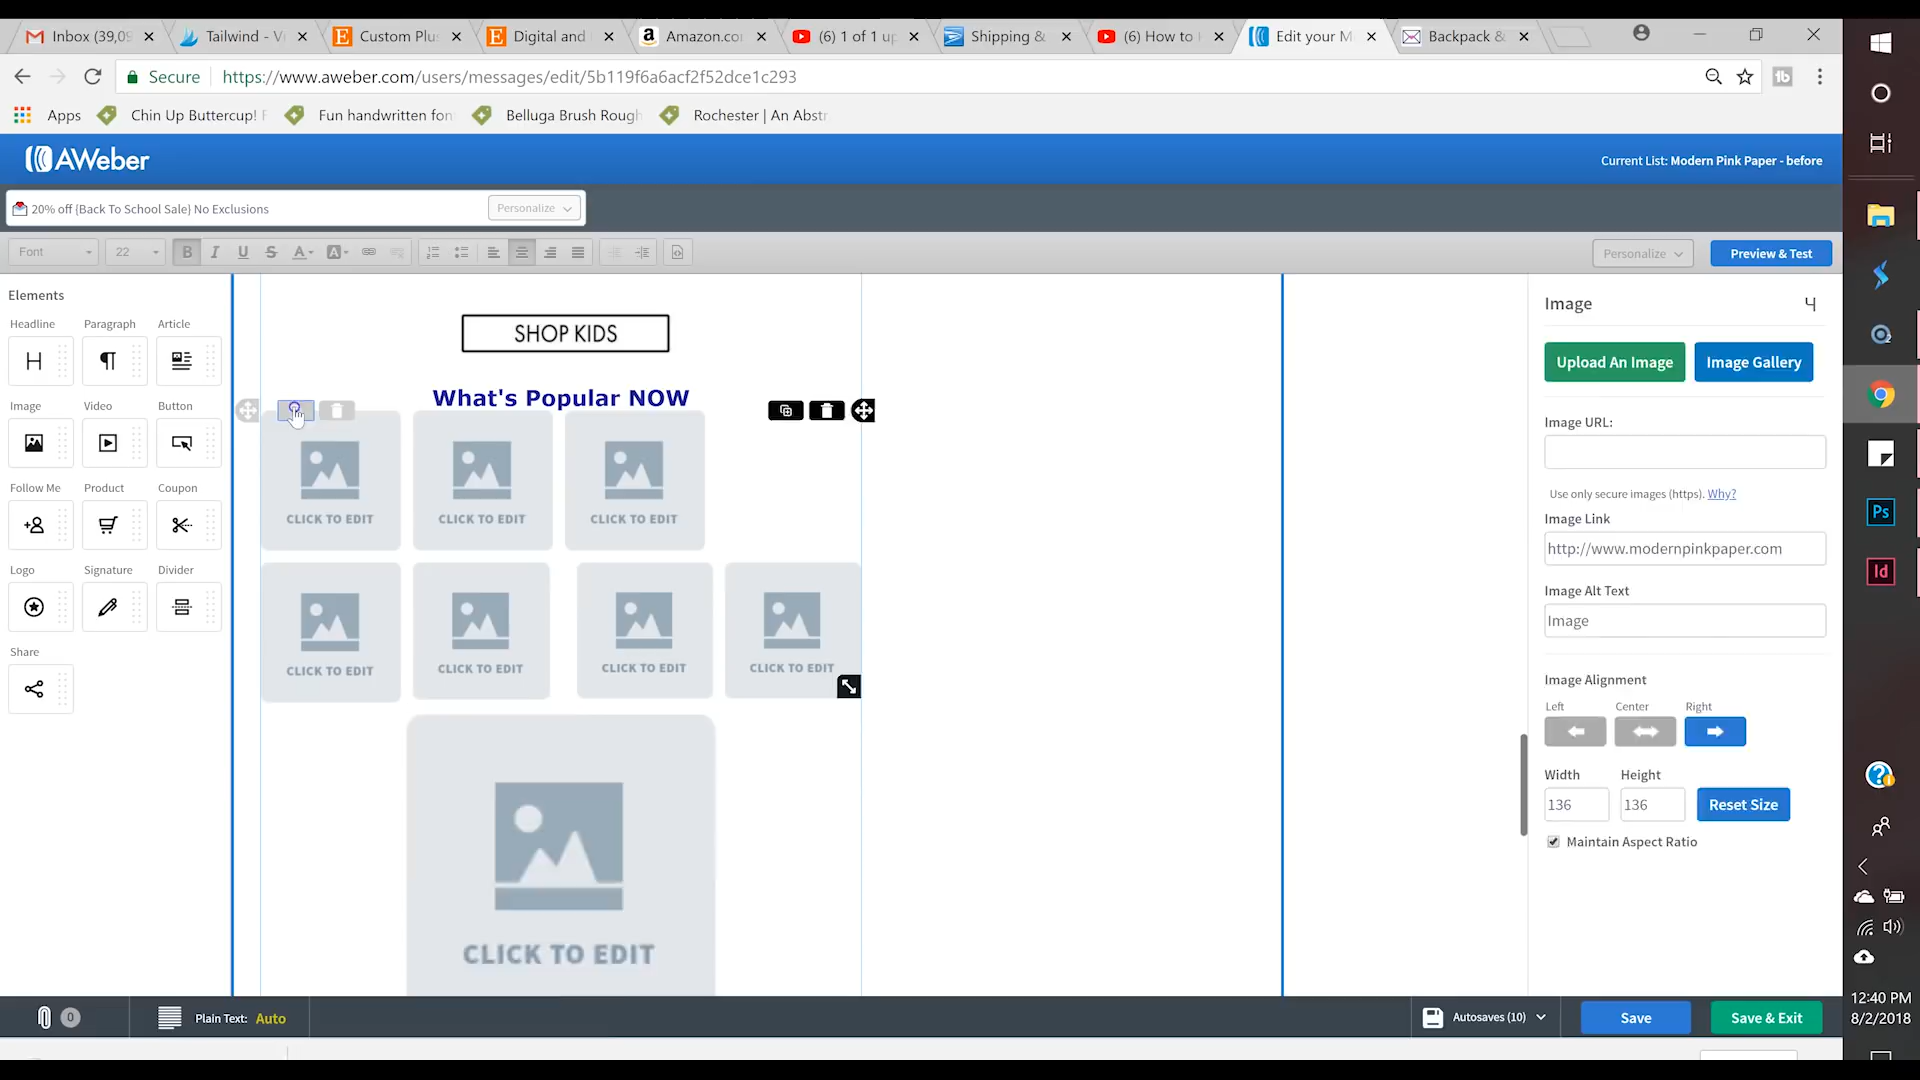 Inbox (39,09
Tailwind - V
Custom Plu
Digital and
Amazon.co
(6) 1 of 1 u
Shipping &
(6) How to
Edit your M
Backpack &
Secure
https://www.aweber.com/users/messages/edit/5b119f6a6acf2f52dce1c293
Apps
Chin Up Buttercup! F
Fun handwritten fon
Belluga Brush Rough
Rochester | An Abstr
AWeber
Current List: Modern Pink Paper - before
20% off {Back To School Sale} No Exclusions
Personalize
Font
22
B I U S A A
Personalize
Preview & Test
Elements
Headline
Paragraph
Article
Image
Video
Button
Follow Me
Product
Coupon
Logo
Signature
Divider
Share
SHOP KIDS
What's Popular NOW
CLICK TO EDIT
CLICK TO EDIT
CLICK TO EDIT
CLICK TO EDIT
CLICK TO EDIT
CLICK TO EDIT
CLICK TO EDIT
CLICK TO EDIT
Image
Upload An Image
Image Gallery
Image URL:
Use only secure images (https). Why?
Image Link
http://www.modernpinkpaper.com
Image Alt Text
Image
Image Alignment
Left
Center
Right
Width
Height
136
136
Reset Size
Maintain Aspect Ratio
0
Plain Text: Auto
Autosaves (10)
Save
Save & Exit
Ps
Id
12:40 PM
8/2/2018